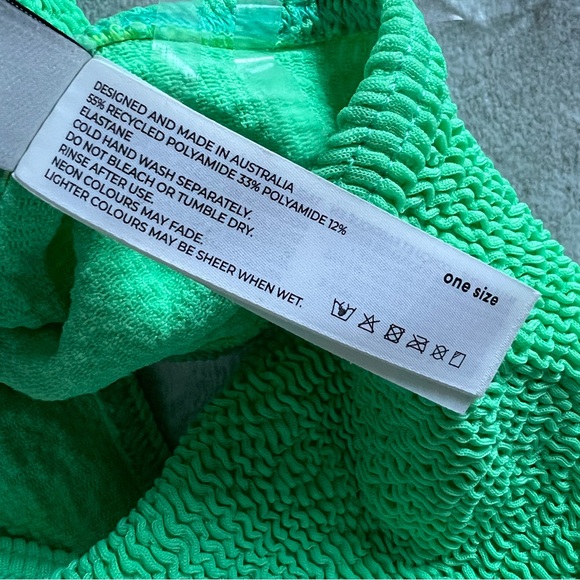 DESIGNED AND MADE IN AUSTRALIA
55% RECYCLED POLYAMIDE 33% POLYAMIDE 12%
ELASTANE
COLD HAND WASH SEPARATELY.
DO NOT BLEACH OR TUMBLE DRY.
RINSE AFTER USE.
NEON COLOURS MAY FADE.
LIGHTER COLOURS MAY BE SHEER WHEN WET.
one size